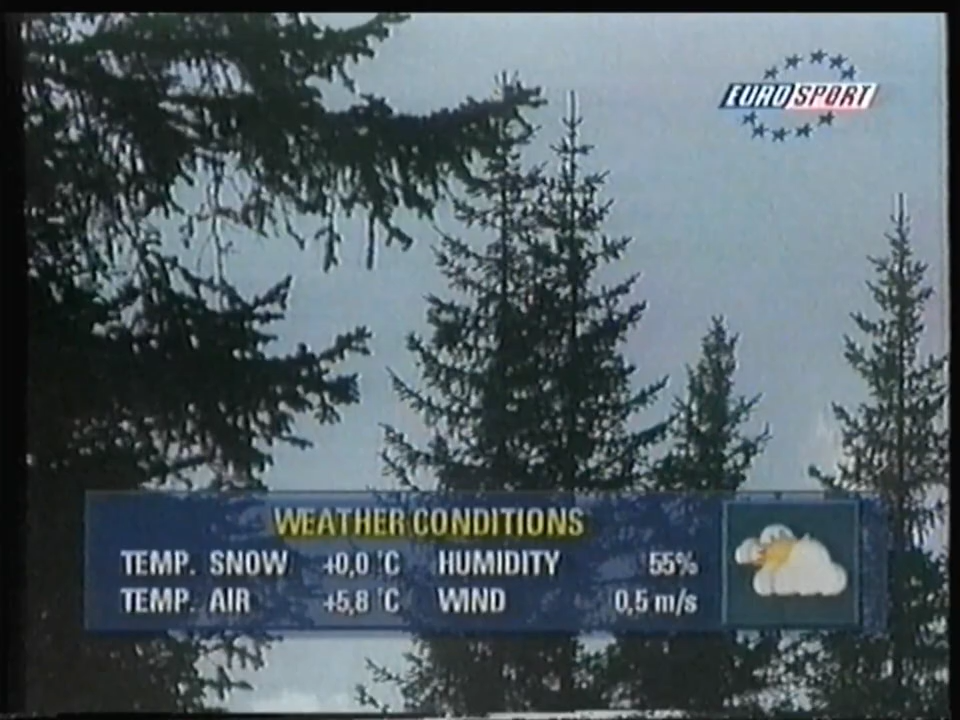 EUROSPORT
WEATHER CONDITIONS
TEMP. SNOW +0,0 °C HUMIDITY 55%
TEMP. AIR +5,8 °C WIND 0,5 m/s